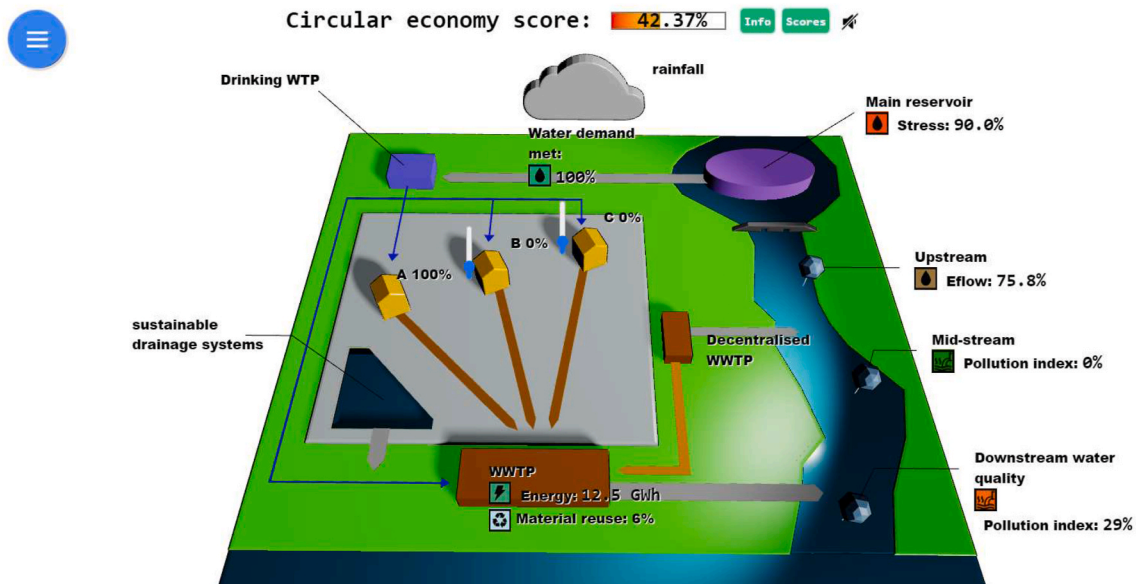 Circular economy score: 42.37% Info Scores
Drinking WTP
rainfall
Main reservoir
Stress: 90.0%
Water demand
met:
100%
C 0%
B 0%
A 100%
Upstream
Eflow: 75.8%
sustainable
drainage systems
Decentralised
WWTP
Mid-stream
Pollution index: 0%
Downstream water
quality
Pollution index: 29%
WWTP
Energy: 12.5 GWh
Material reuse: 6%